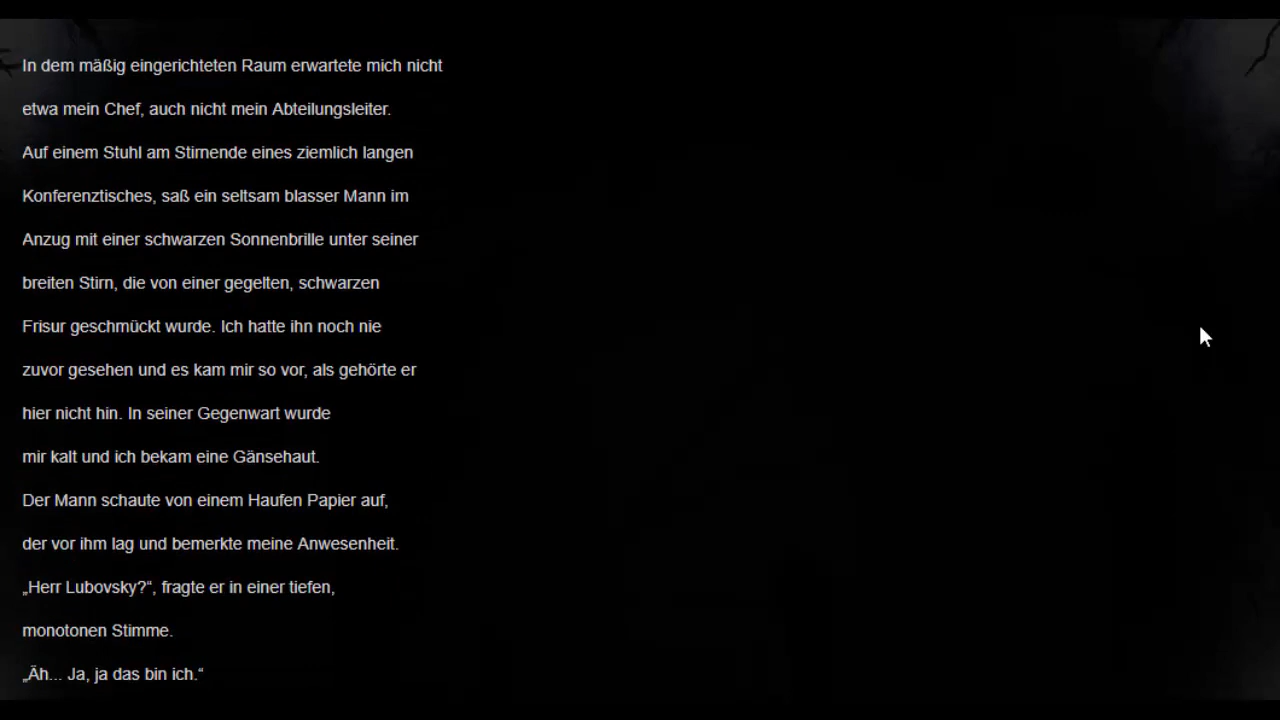 In dem mäßig eingerichteten Raum erwartete mich nicht
etwa mein Chef, auch nicht mein Abteilungsleiter.
Auf einem Stuhl am Stirnende eines ziemlich langen
Konferenztisches, saß ein seltsam blasser Mann im
Anzug mit einer schwarzen Sonnenbrille unter seiner
breiten Stirn, die von einer gegelten, schwarzen
Frisur geschmückt wurde. Ich hatte ihn noch nie
zuvor gesehen und es kam mir so vor, als gehörte er
hier nicht hin. In seiner Gegenwart wurde
mir kalt und ich bekam eine Gänsehaut.
Der Mann schaute von einem Haufen Papier auf,
der vor ihm lag und bemerkte meine Anwesenheit.
„Herr Lubovsky?“, fragte er in einer tiefen,
monotonen Stimme.
„Äh... Ja, ja das bin ich.“